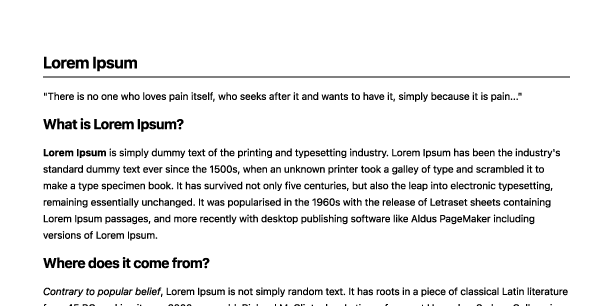 Lorem Ipsum
"There is no one who loves pain itself, who seeks after it and wants to have it, simply because it is pain..."
What is Lorem Ipsum?
Lorem Ipsum is simply dummy text of the printing and typesetting industry. Lorem Ipsum has been the industry's
standard dummy text ever since the 1500s, when an unknown printer took a galley of type and scrambled it to
make a type specimen book. It has survived not only five centuries, but also the leap into electronic typesetting,
remaining essentially unchanged. It was popularised in the 1960s with the release of Letraset sheets containing
Lorem Ipsum passages, and more recently with desktop publishing software like Aldus PageMaker including
versions of Lorem Ipsum.
Where does it come from?
Contrary to popular belief, Lorem Ipsum is not simply random text. It has roots in a piece of classical Latin literature